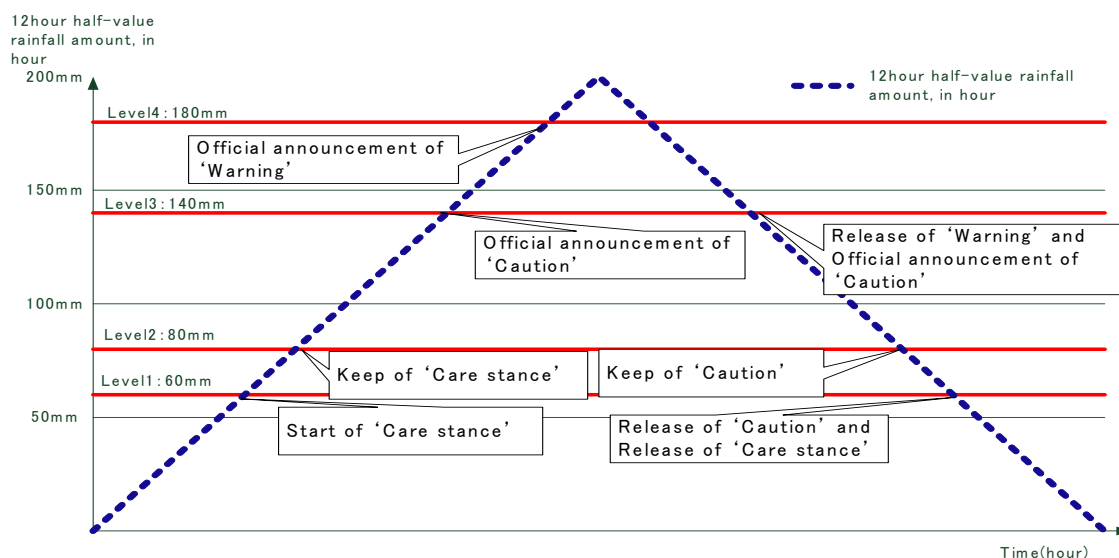 12hour half-value
rainfall amount, in
hour
200mm
12hour half-value rainfall
amount, in hour
Level4：180mm
Official announcement of
‘Warning’
150mm
Level3：140mm
Official announcement of
‘Caution’
Release of ‘Warning’ and
Official announcement of
‘Caution’
100mm
Level2：80mm
Keep of ‘Care stance’
Keep of ‘Caution’
Level1：60mm
50mm
Start of ‘Care stance’
Release of ‘Caution’ and
Release of ‘Care stance’
Time(hour)